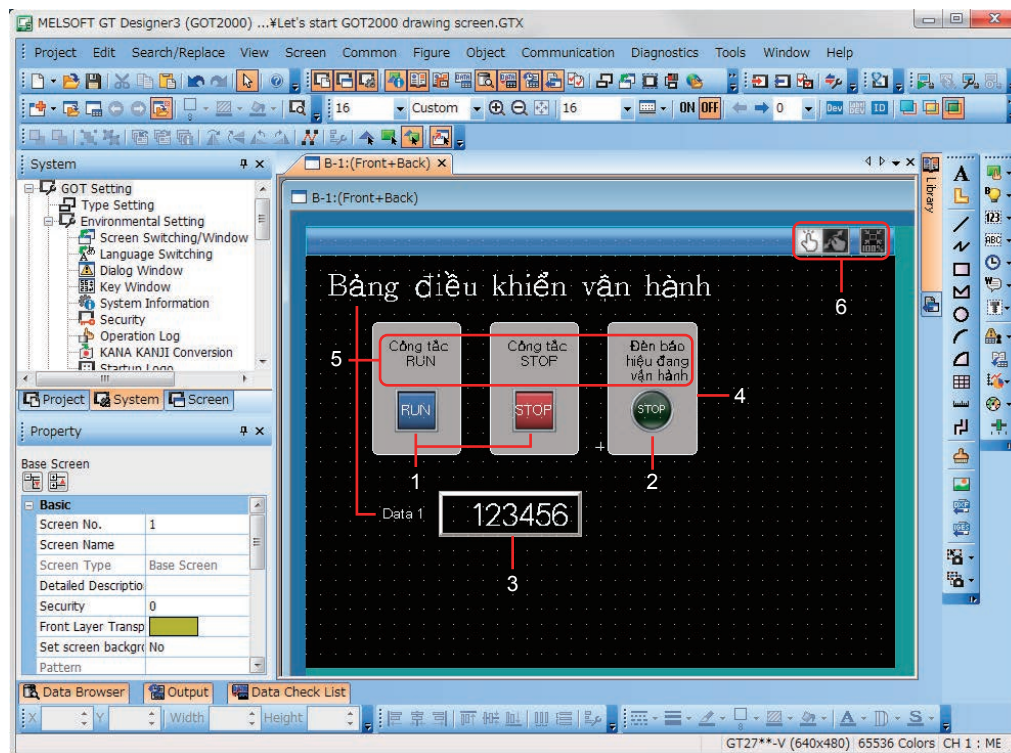 MELSOFT GT Designer3 (GOT2000) ...¥Let's start GOT2000 drawing screen.GTX
Project Edit Search/Replace View Screen Common Figure Object Communication Diagnostics Tools Window Help
16 Custom 16 ON OFF 0 Dev ID
System
B-1:(Front+Back)
Library
GOT Setting
Type Setting
Environmental Setting
Screen Switching/Window
Language Switching
Dialog Window
Key Window
System Information
Security
Operation Log
KANA KANJI Conversion
Startup Logo
Project System Screen
B-1:(Front+Back)
100%
6
Bảng điều khiển vận hành
5
Công tắc
RUN
Công tắc
STOP
Đèn báo
hiệu đang
vận hành
4
RUN
STOP
STOP
1
2
Data 1
123456
3
Property
Base Screen
Basic
Screen No. 1
Screen Name
Screen Type Base Screen
Detailed Descriptio
Security 0
Front Layer Transp
Set screen backgr No
Pattern
Data Browser Output Data Check List
X Y Width Height
GT27**-V (640x480) 65536 Colors CH 1 : ME